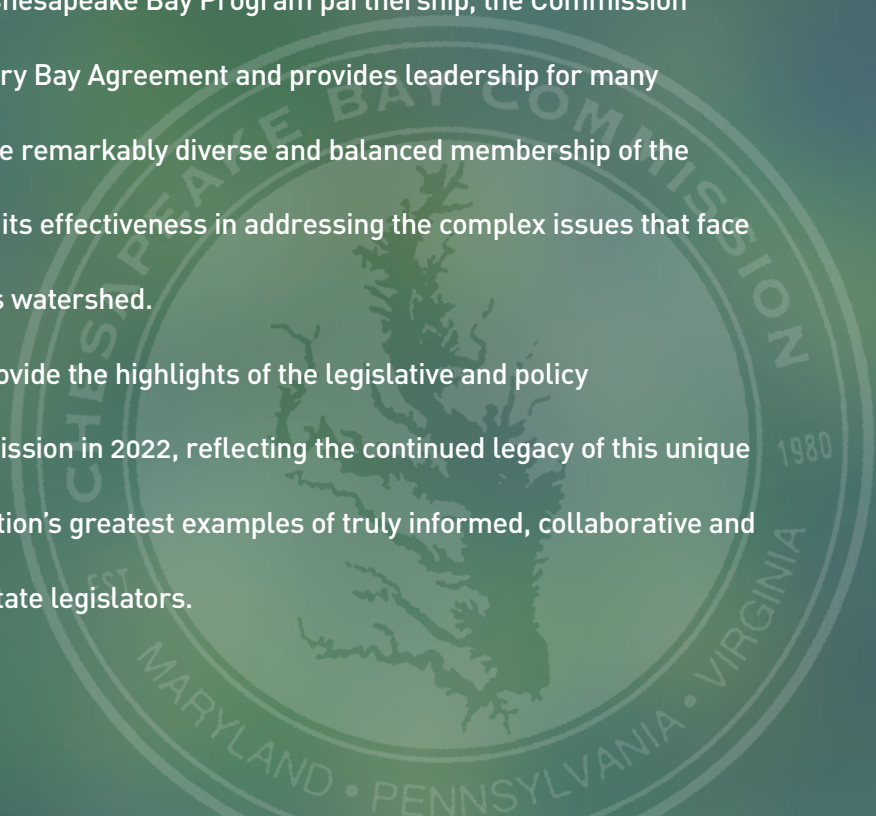 hesapeake Bay Program partnership, the Commission
ry Bay Agreement and provides leadership for many
e remarkably diverse and balanced membership of the
its effectiveness in addressing the complex issues that face
s watershed.
ovide the highlights of the legislative and policy
ission in 2022, reflecting the continued legacy of this unique
tion's greatest examples of truly informed, collaborative and
tate legislators.
CHESAPEAKE BAY COMMISSION
EST
1980
MARYLAND • PENNSYLVANIA • VIRGINIA